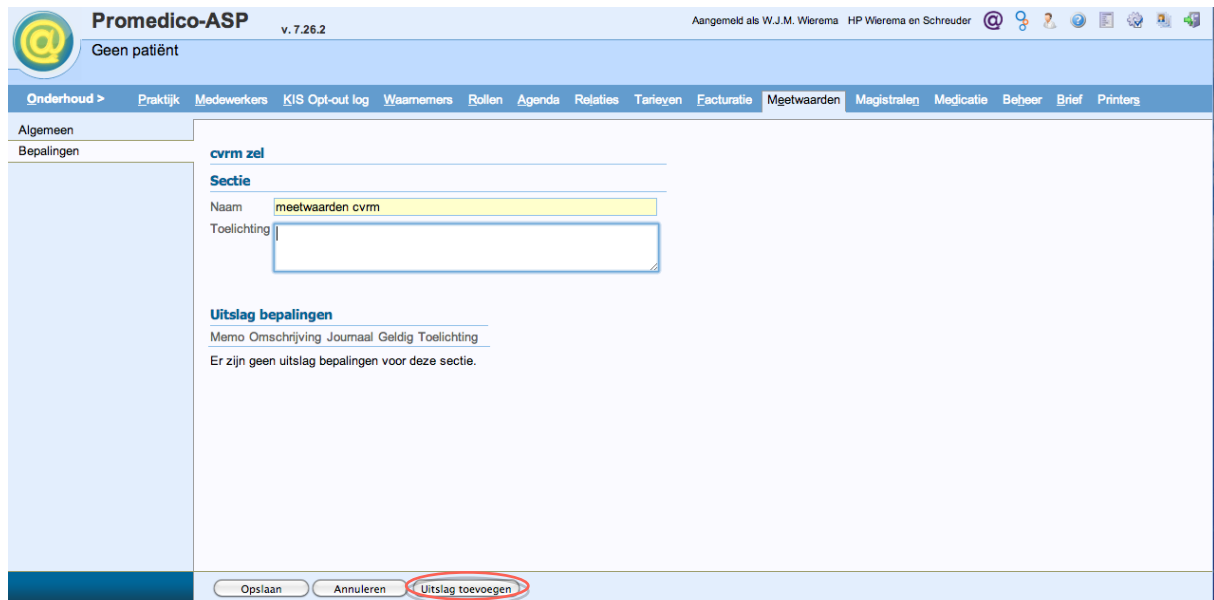 Promedico-ASP v. 7.26.2 Aangemeld als W.J.M. Wierema HP Wierema en Schreuder
Geen patiënt
Onderhoud > Praktijk Medewerkers KIS Opt-out log Waarnemers Rollen Agenda Relaties Tarieven Facturatie Meetwaarden Magistralen Medicatie Beheer Brief Printers
Algemeen
Bepalingen
cvrm zel
Sectie
Naam meetwaarden cvrm
Toelichting
Uitslag bepalingen
Memo Omschrijving Journaal Geldig Toelichting
Er zijn geen uitslag bepalingen voor deze sectie.
Opslaan Annuleren Uitslag toevoegen